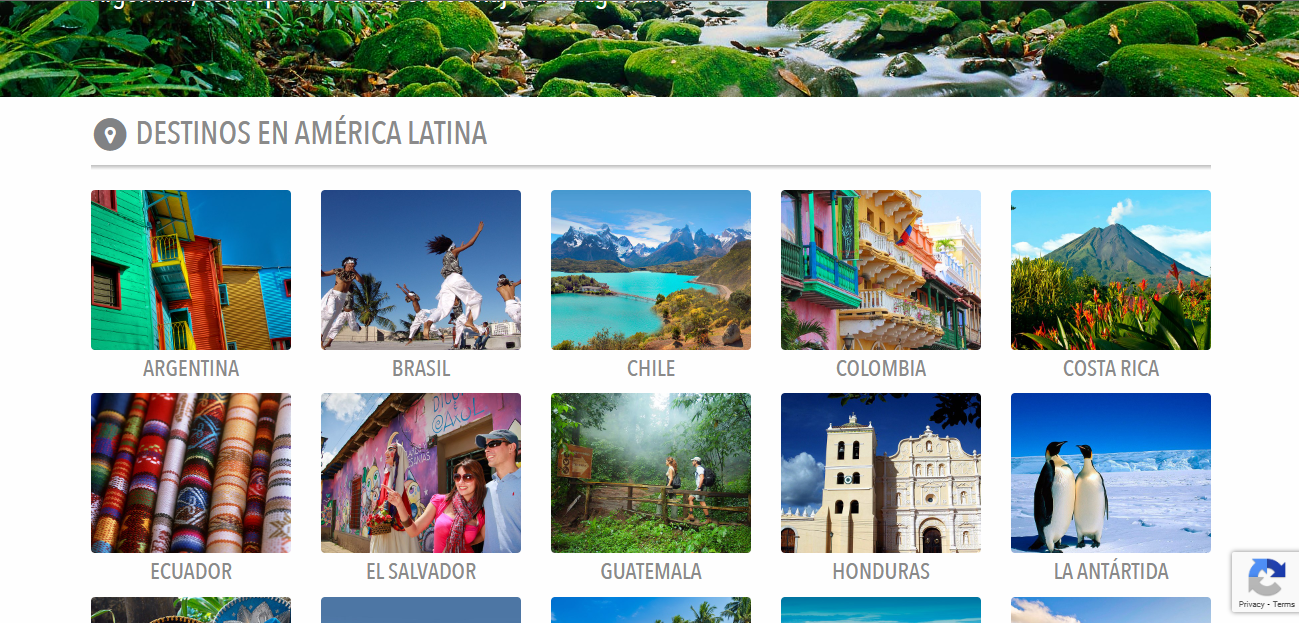 DESTINOS EN AMÉRICA LATINA
ARGENTINA
BRASIL
CHILE
COLOMBIA
COSTA RICA
ECUADOR
EL SALVADOR
GUATEMALA
HONDURAS
LA ANTÁRTIDA
Privacy - Terms